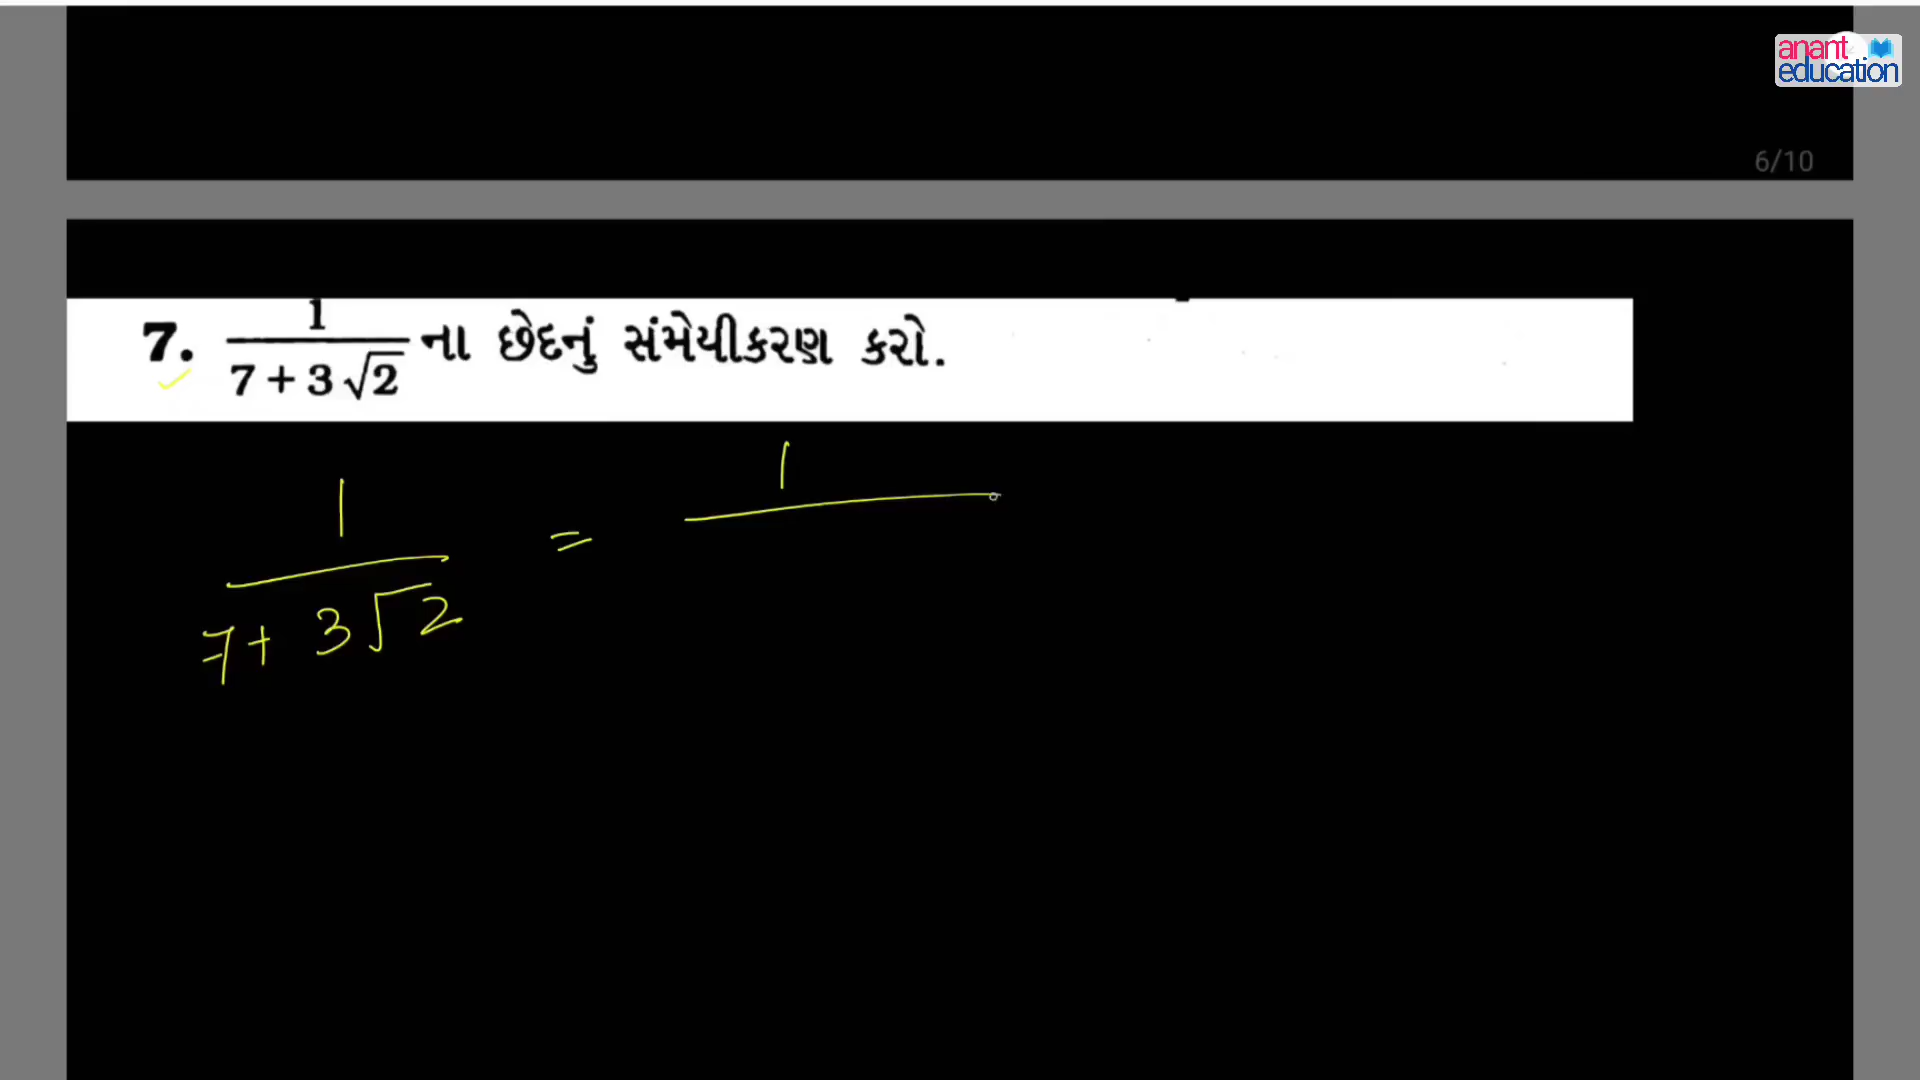 anant
education
6/10
7. 1/(7 + 3√2) ના છેદનું સંમેયીકરણ કરો.
1/(7 + 3√2) = 1/